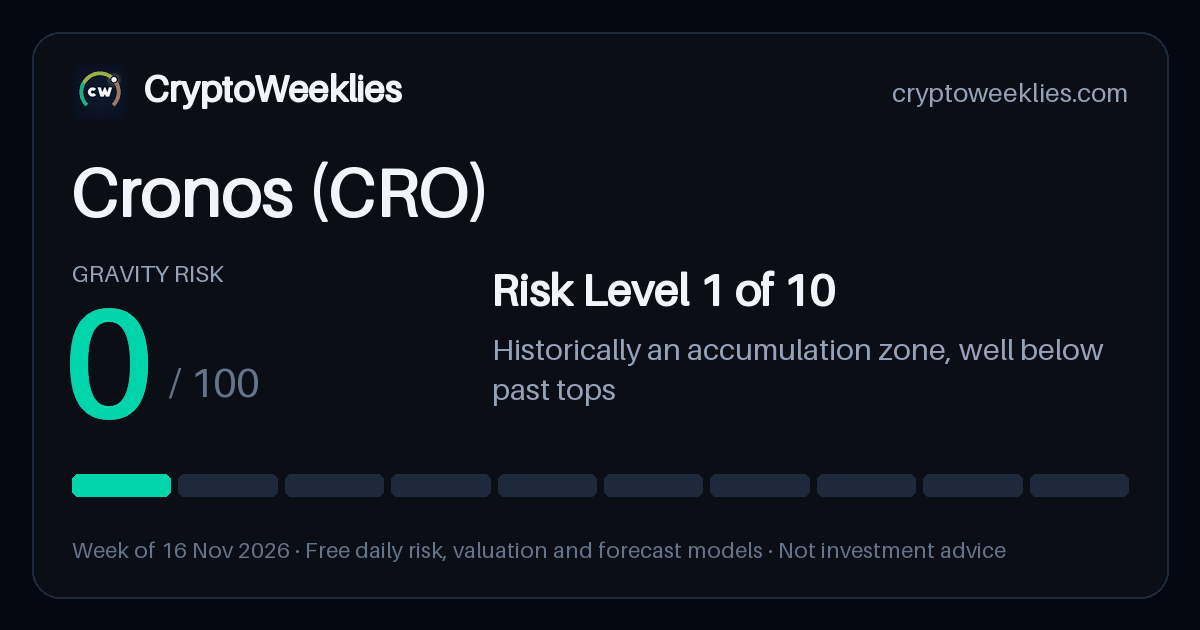 CW
CryptoWeeklies
cryptoweeklies.com
Cronos (CRO)
GRAVITY RISK
0 / 100
Risk Level 1 of 10
Historically an accumulation zone, well below
past tops
Week of 16 Nov 2026 · Free daily risk, valuation and forecast models · Not investment advice